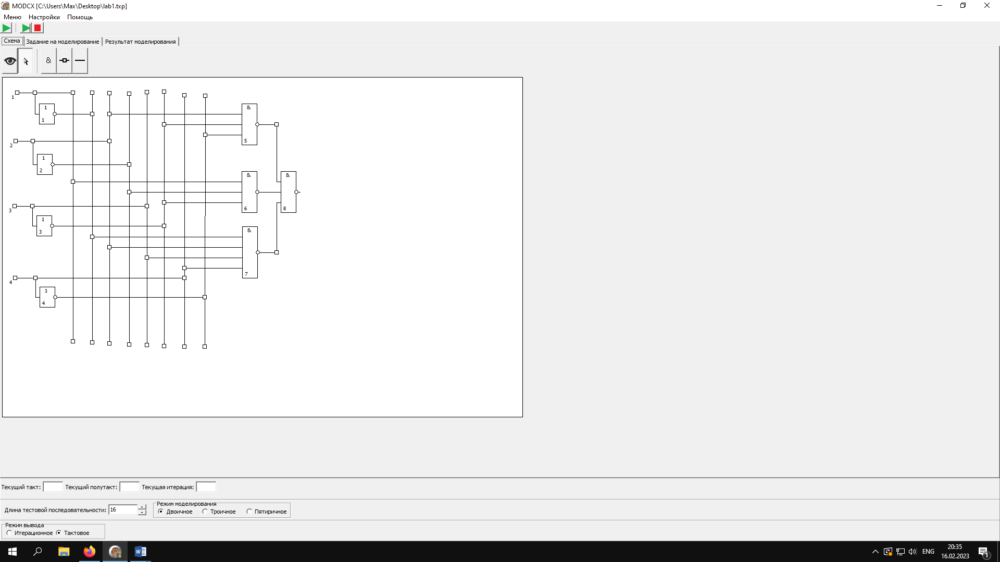 MODCX [C:\Users\Max\Desktop\lab1.txp]
Меню Настройки Помощь
Схема Задание на моделирование Результат моделирования
&
1
1
1
2
1
2
3
1
3
4
1
4
&
5
&
6
&
7
&
8
Текущий такт: Текущий полутакт: Текущая итерация:
Длина тестовой последовательности: 16 Режим моделирования
Двоичное Троичное Пятиричное
Режим вывода
Итерационное Тактовое
ENG 20:35
16.02.2023 1